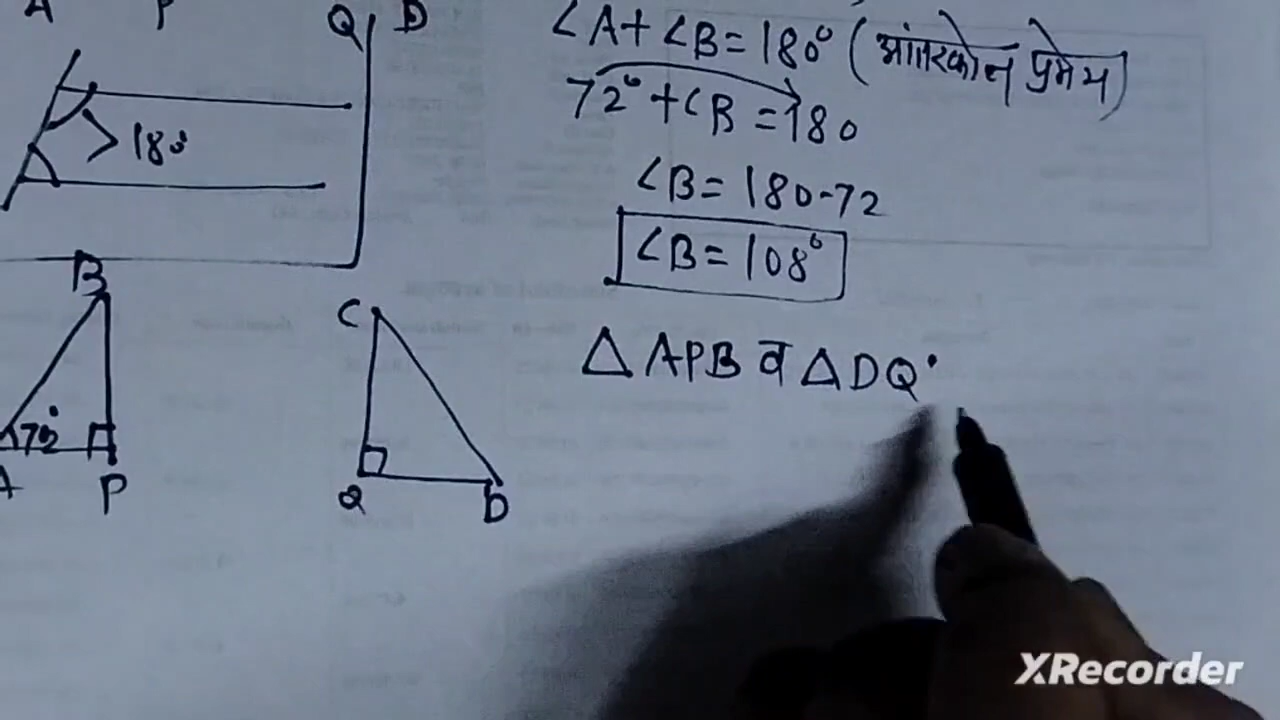 A P Q D
∠A+∠B=180° (आंतरकोन प्रमेय)
72°+∠B=180
180°
∠B=180-72
∠B=108°
B
C
△APB व △DQ
72°
A P
Q D
XRecorder